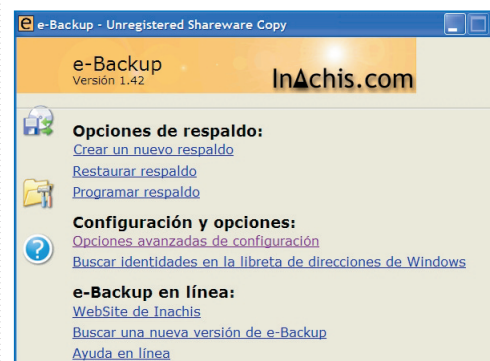 e e-Backup - Unregistered Shareware Copy
e-Backup
Versión 1.42
InAchis.com
Opciones de respaldo:
Crear un nuevo respaldo
Restaurar respaldo
Programar respaldo
Configuración y opciones:
Opciones avanzadas de configuración
Buscar identidades en la libreta de direcciones de Windows
e-Backup en línea:
WebSite de Inachis
Buscar una nueva versión de e-Backup
Ayuda en línea